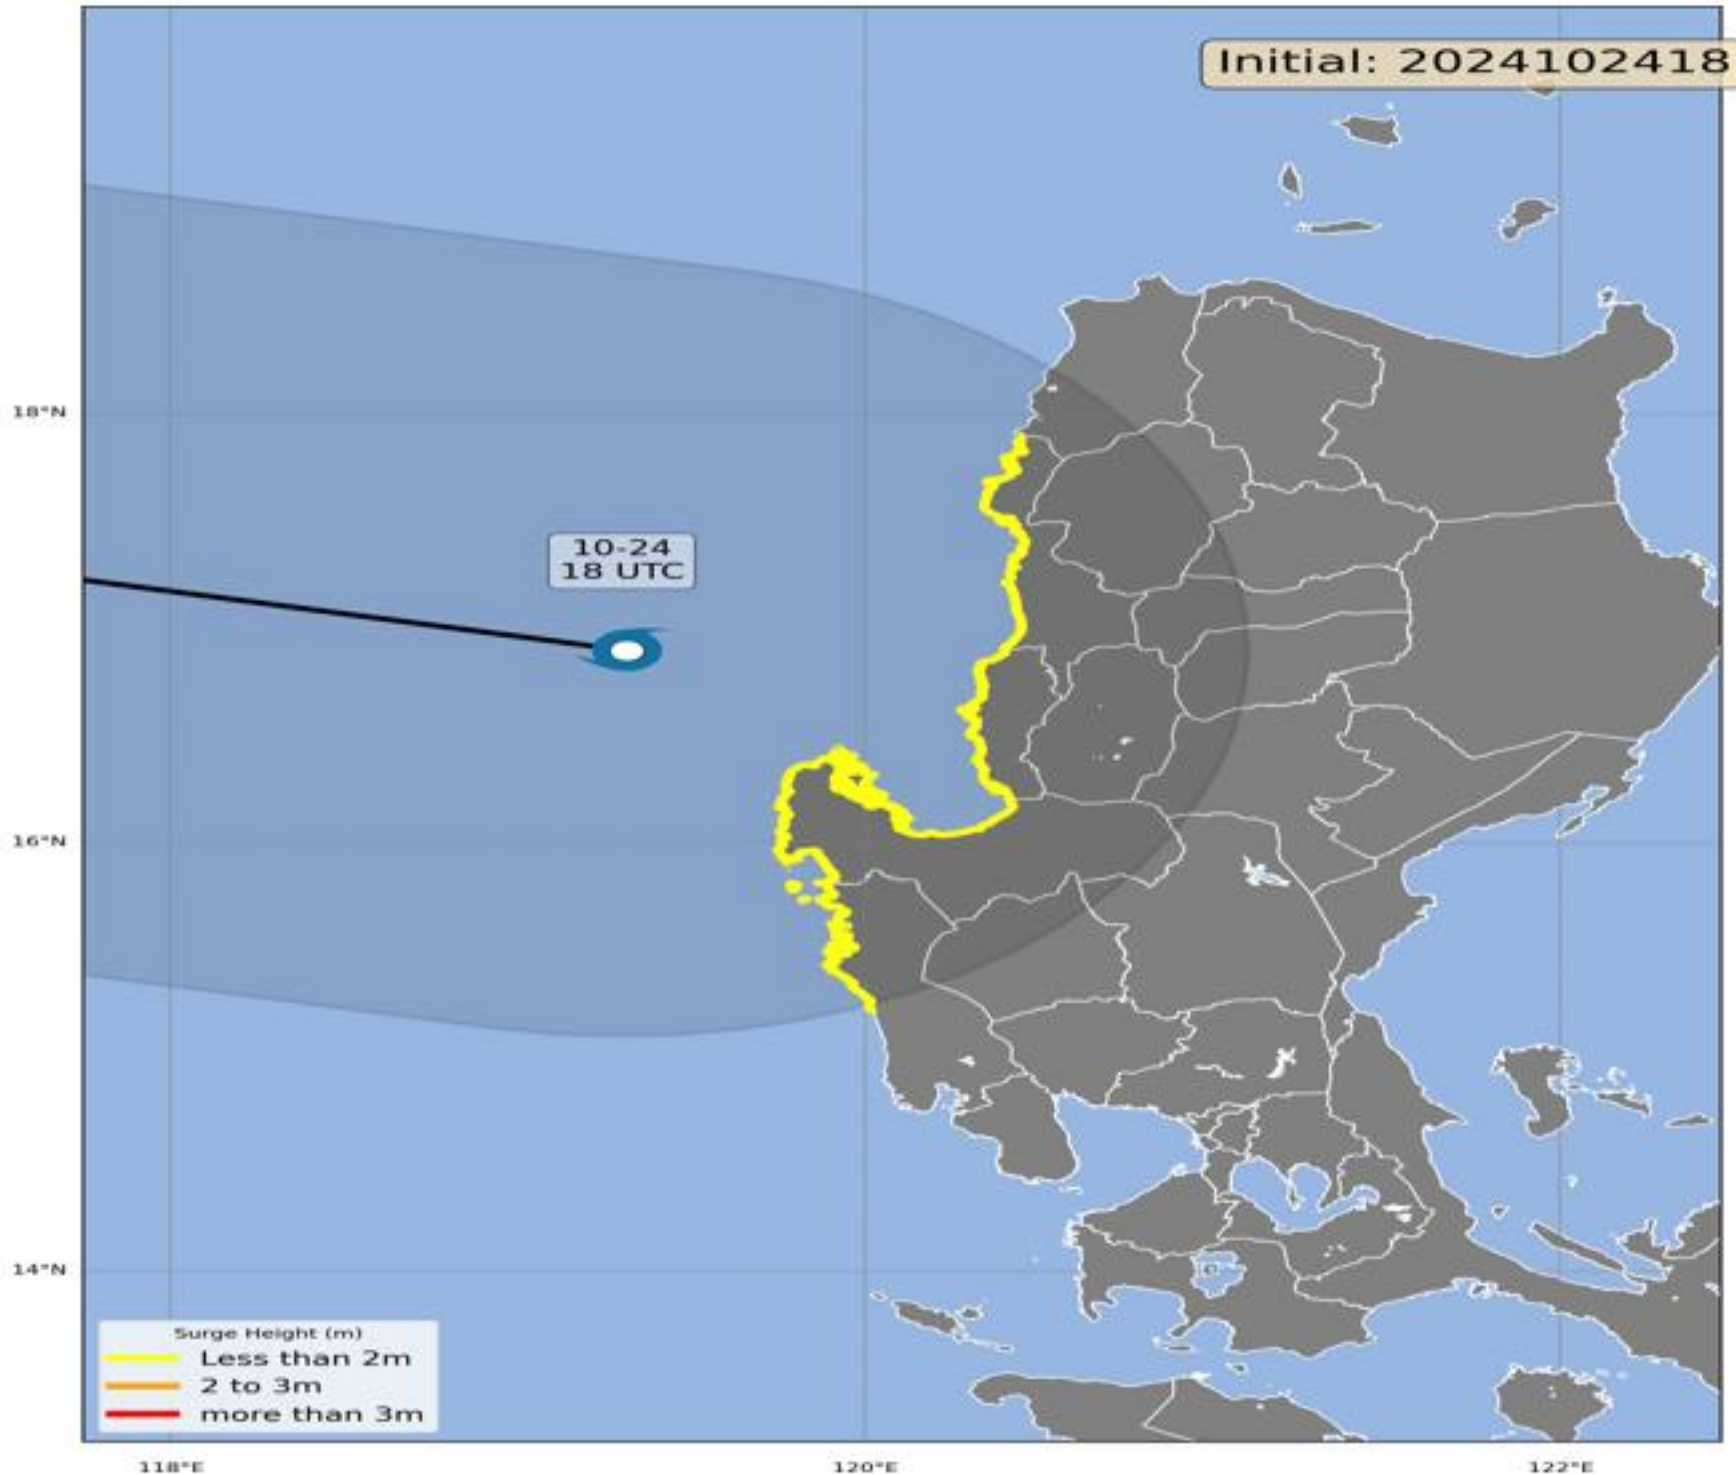 Initial: 2024102418
10-24
18 UTC
18°N
16°N
14°N
Surge Height (m)
Less than 2m
2 to 3m
more than 3m
118°E
120°E
122°E